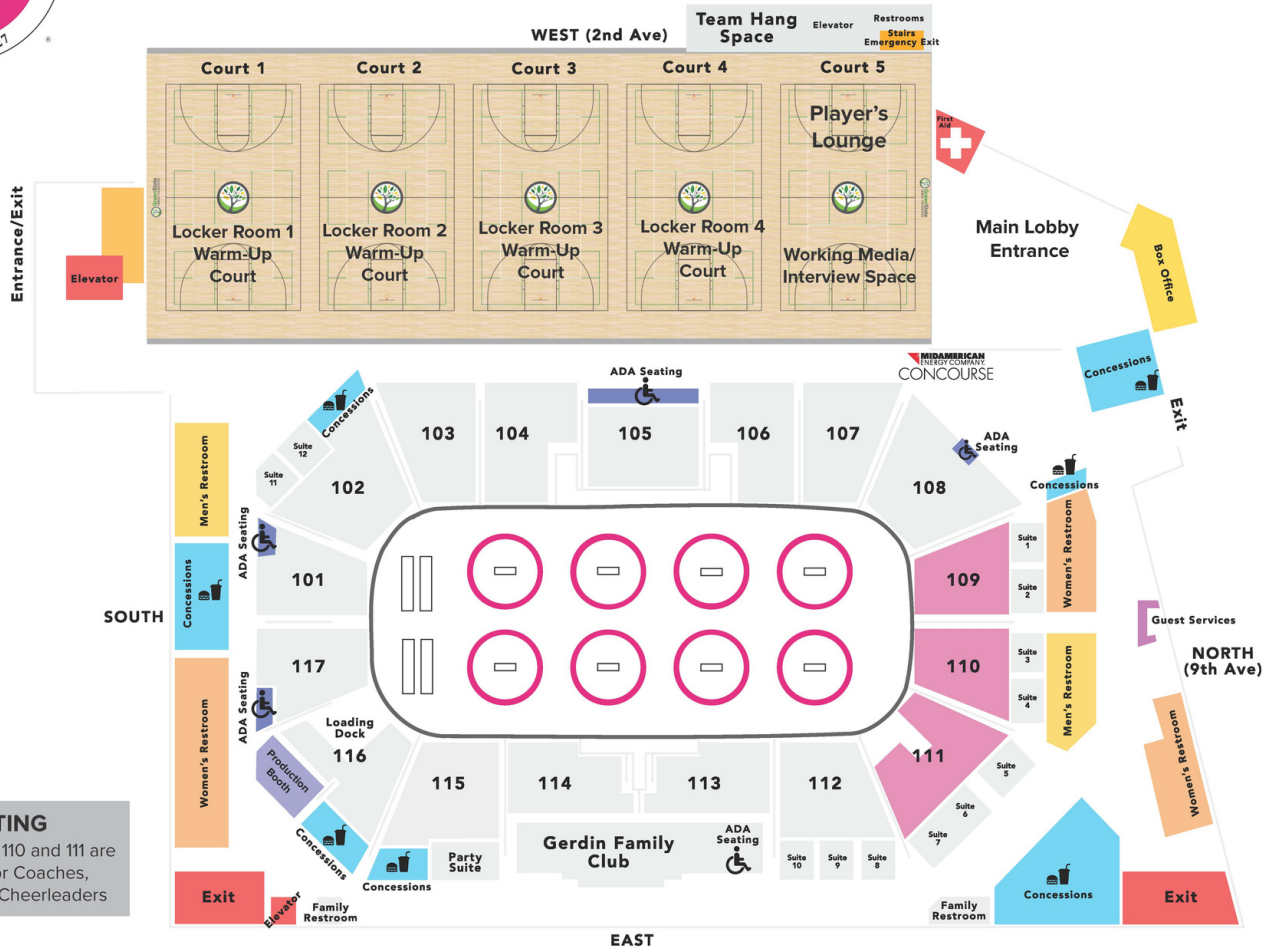 27
®
WEST (2nd Ave)
Team Hang
Space
Elevator
Restrooms
Stairs
Emergency Exit
Court 1
Court 2
Court 3
Court 4
Court 5
Player's
Lounge
First
Aid
Locker Room 1
Warm-Up
Court
Locker Room 2
Warm-Up
Court
Locker Room 3
Warm-Up
Court
Locker Room 4
Warm-Up
Court
Working Media/
Interview Space
Entrance/Exit
Elevator
Main Lobby
Entrance
Box Office
MIDAMERICAN
ENERGY COMPANY
CONCOURSE
Concessions
Exit
ADA Seating
Concessions
Suite
12
Suite
11
102
103
104
105
106
107
108
ADA
Seating
Concessions
Men's Restroom
ADA Seating
101
Concessions
SOUTH
117
ADA Seating
Women's Restroom
109
Suite
1
Suite
2
Women's Restroom
110
Suite
3
Suite
4
Men's Restroom
Guest Services
NORTH
(9th Ave)
Women's Restroom
Loading
Dock
116
Production
Booth
Concessions
115
114
113
112
111
Suite
5
Suite
6
Suite
7
Gerdin Family
Club
ADA
Seating
Party
Suite
Concessions
Suite
10
Suite
9
Suite
8
TING
110 and 111 are
or Coaches,
Cheerleaders
Exit
Elevator
Family
Restroom
Family
Restroom
Concessions
Exit
EAST